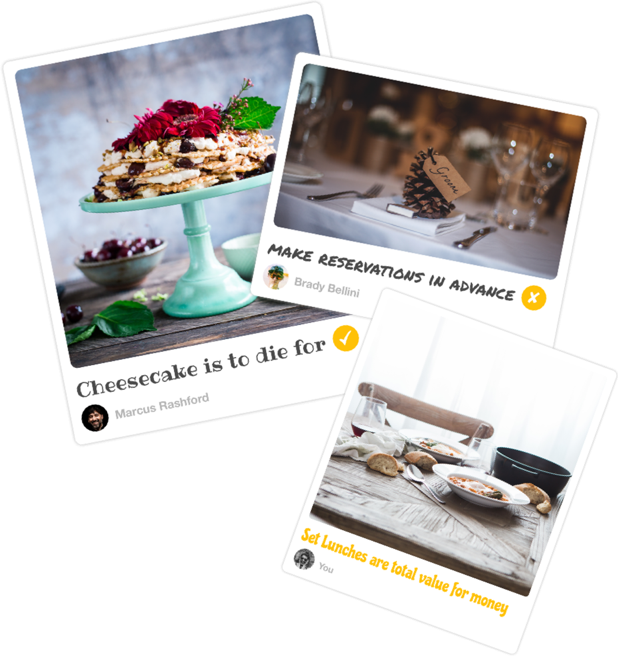 Groom
MAKE RESERVATIONS IN ADVANCE
Brady Bellini
Cheesecake is to die for
Marcus Rashford
Set Lunches are total value for money
You